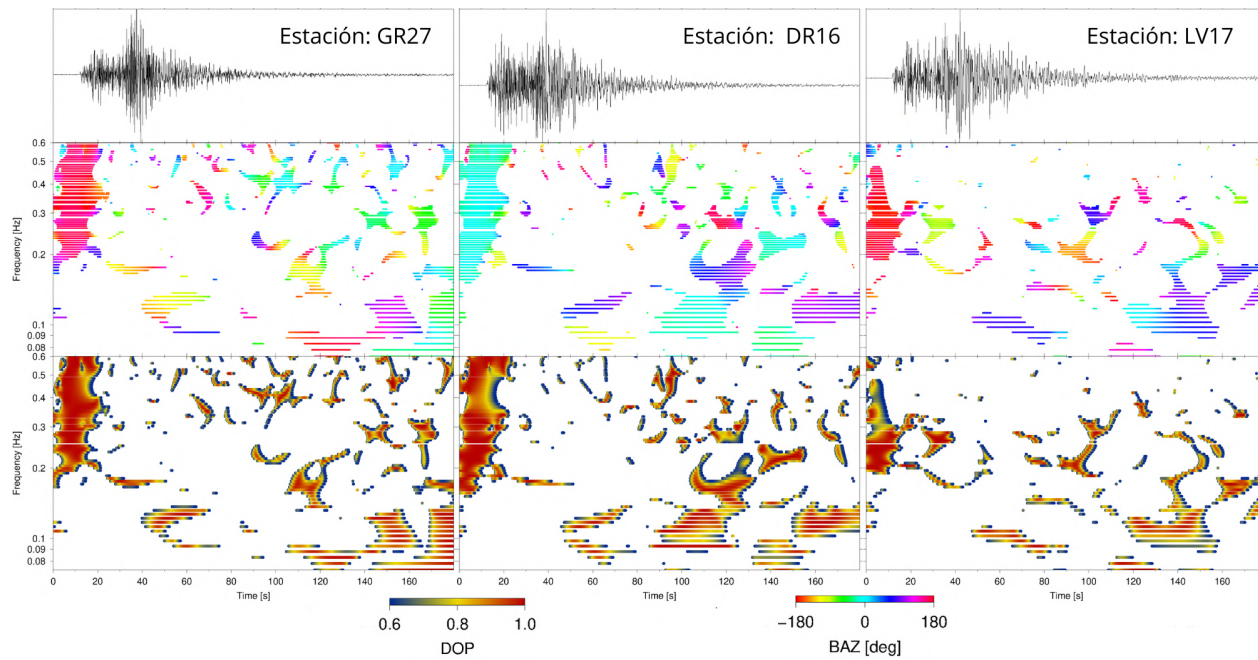 Estación: GR27
Estación: DR16
Estación: LV17
0.6
0.5
0.4
0.3
0.2
0.1
0.09
0.08
Frequency [Hz]
0.6
0.5
0.4
0.3
0.2
0.1
0.09
0.08
Frequency [Hz]
0 20 40 60 80 100 120 140 160
0 20 40 60 80 100 120 140 160
0 20 40 60 80 100 120 140 160
Time [s]
Time [s]
Time [s]
0.6 0.8 1.0
DOP
−180 0 180
BAZ [deg]